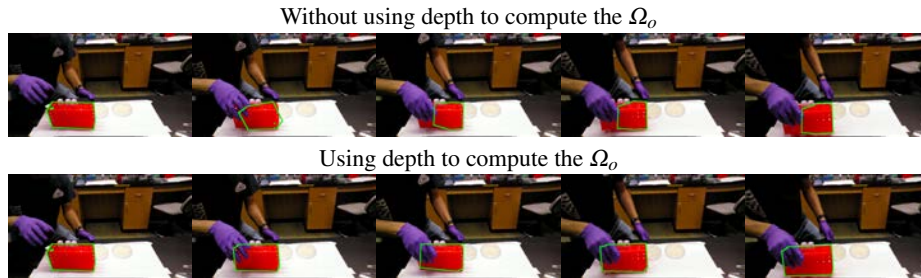 Without using depth to compute the Ω_o
Using depth to compute the Ω_o